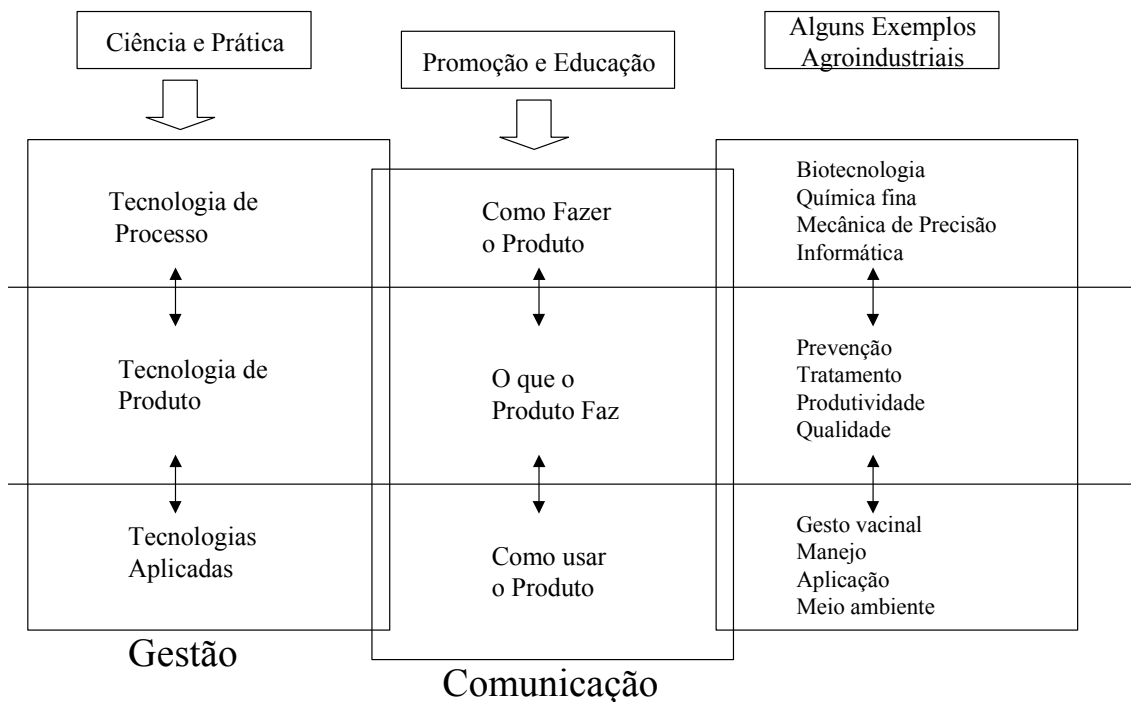 Ciência e Prática
Promoção e Educação
Alguns Exemplos
Agroindustriais
Tecnologia de
Processo
Como Fazer
o Produto
Biotecnologia
Química fina
Mecânica de Precisão
Informática
Tecnologia de
Produto
O que o
Produto Faz
Prevenção
Tratamento
Produtividade
Qualidade
Tecnologias
Aplicadas
Como usar
o Produto
Gesto vacinal
Manejo
Aplicação
Meio ambiente
Gestão
Comunicação